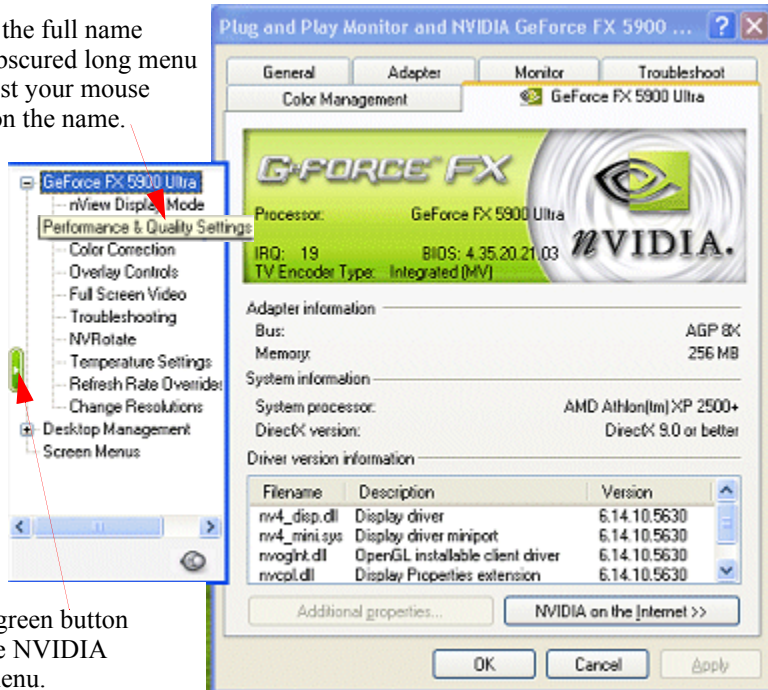 the full name
bscured long menu
st your mouse
on the name.
GeForce FX 5900 Ultra
nView Display Mode
Performance & Quality Settings
Color Correction
Overlay Controls
Full Screen Video
Troubleshooting
NVRotate
Temperature Settings
Refresh Rate Overrides
Change Resolutions
Desktop Management
Screen Menus
green button
e NVIDIA
enu.
Plug and Play Monitor and NVIDIA GeForce FX 5900 ...
General Adapter Monitor Troubleshoot
Color Management GeForce FX 5900 Ultra
GeFORCE FX
Processor: GeForce FX 5900 Ultra
IRQ: 19 BIOS: 4.35.20.21.03
TV Encoder Type: Integrated (MV)
nVIDIA.
Adapter information
Bus: AGP 8X
Memory: 256 MB
System information
System processor: AMD Athlon(tm) XP 2500+
DirectX version: DirectX 9.0 or better
Driver version information
Filename Description Version
nv4_disp.dll Display driver 6.14.10.5630
nv4_mini.sys Display driver miniport 6.14.10.5630
nvoglnt.dll OpenGL installable client driver 6.14.10.5630
nvcpl.dll Display Properties extension 6.14.10.5630
Additional properties... NVIDIA on the Internet >>
OK Cancel Apply